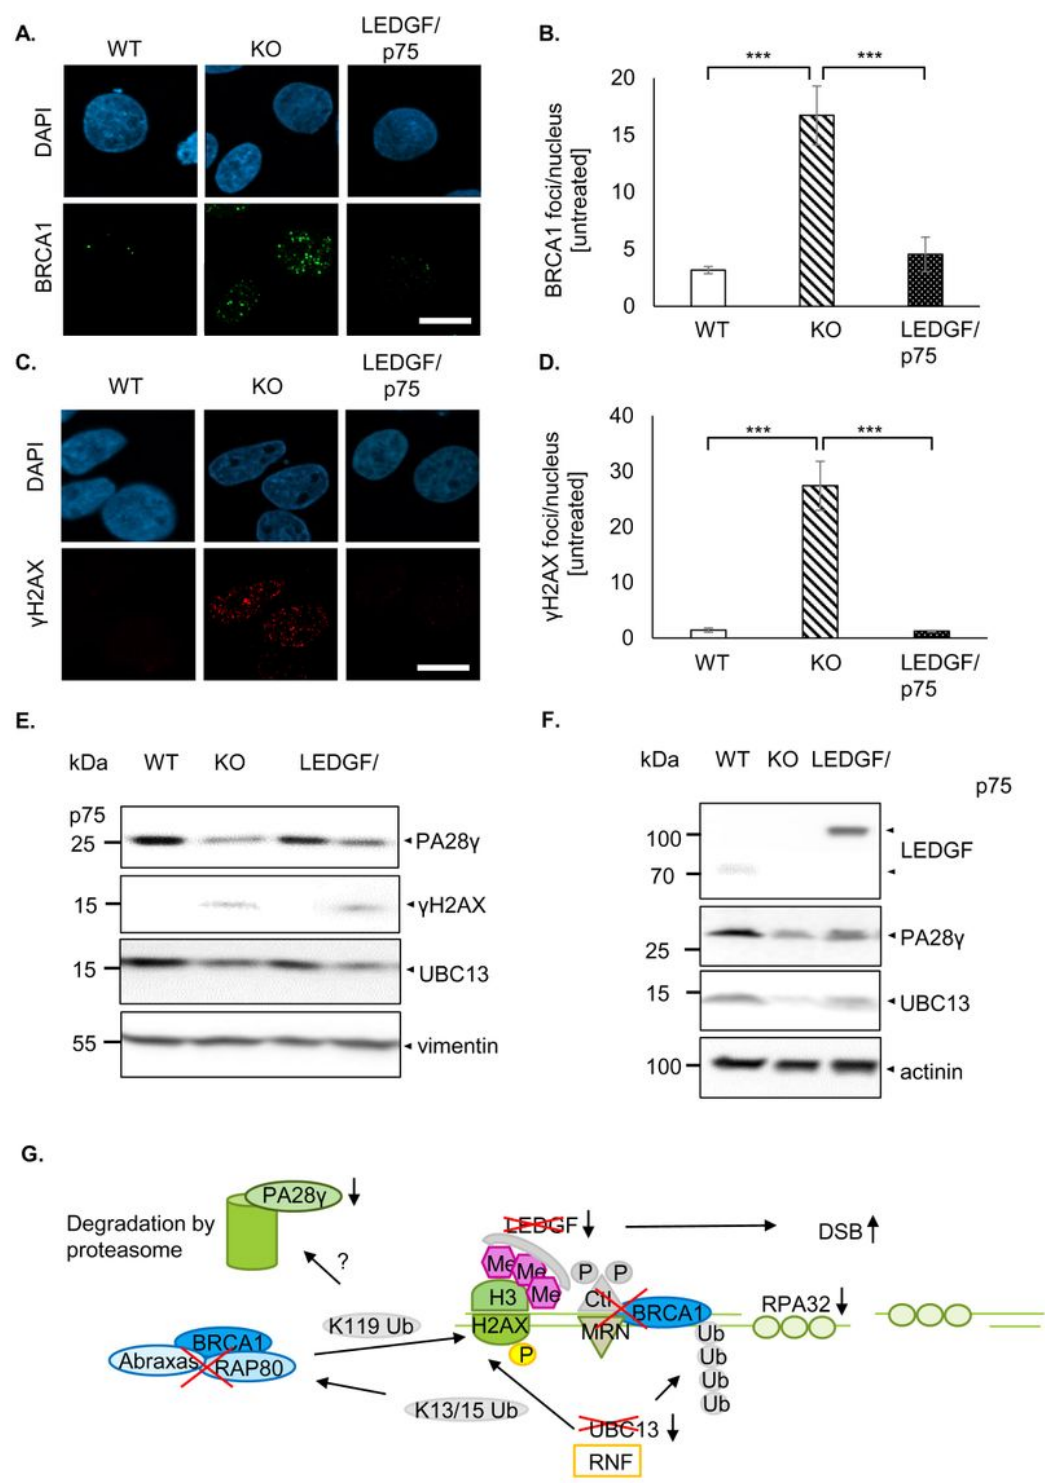 A.
WT
KO
LEDGF/
p75
DAPI
BRCA1
B.
BRCA1 foci/nucleus
[untreated]
20
15
10
5
0
***
***
WT
KO
LEDGF/
p75
C.
WT
KO
LEDGF/
p75
DAPI
γH2AX
D.
γH2AX foci/nucleus
[untreated]
40
30
20
10
0
***
***
WT
KO
LEDGF/
p75
E.
kDa WT KO LEDGF/
p75
25
PA28γ
15
γH2AX
15
UBC13
55
vimentin
F.
kDa WT KO LEDGF/
p75
100
LEDGF
70
PA28γ
25
15
UBC13
100
actinin
G.
PA28γ
Degradation by
proteasome
?
LEDGF
DSB
Me
Me
Me
P P
H3
CtI
BRCA1
RPA32
K119 Ub
H2AX
MRN
Ub
Ub
Ub
Ub
BRCA1
Abraxas
RAP80
P
K13/15 Ub
UBC13
RNF